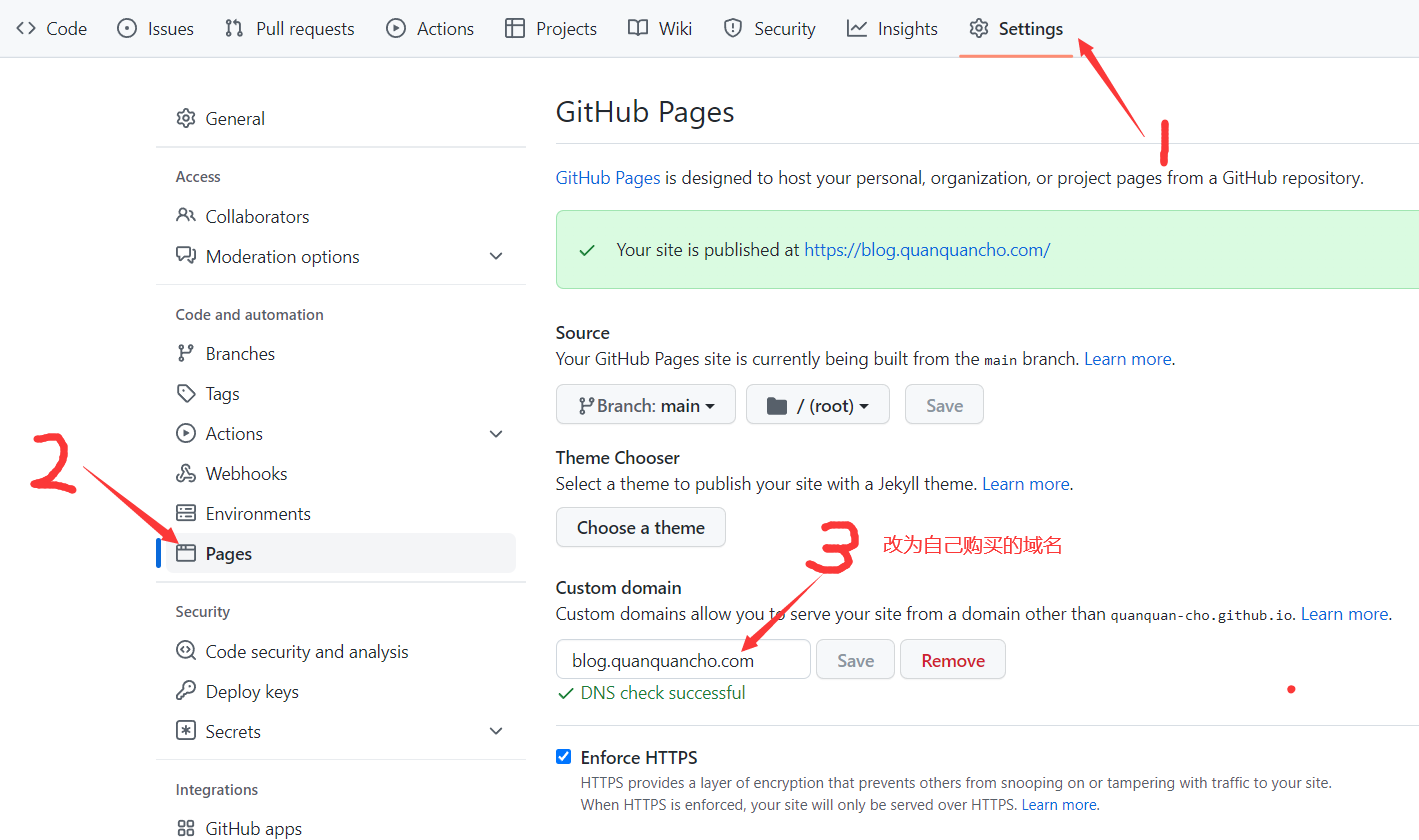 Code Issues Pull requests Actions Projects Wiki Security Insights Settings
1
General
Access
Collaborators
Moderation options
Code and automation
Branches
Tags
Actions
Webhooks
Environments
2
Pages
Security
Code security and analysis
Deploy keys
Secrets
Integrations
GitHub apps
GitHub Pages
GitHub Pages is designed to host your personal, organization, or project pages from a GitHub repository.
Your site is published at https://blog.quanquancho.com/
Source
Your GitHub Pages site is currently being built from the main branch. Learn more.
Branch: main / (root) Save
Theme Chooser
Select a theme to publish your site with a Jekyll theme. Learn more.
Choose a theme
3 改为自己购买的域名
Custom domain
Custom domains allow you to serve your site from a domain other than quanquan-cho.github.io. Learn more.
blog.quanquancho.com Save Remove
DNS check successful
Enforce HTTPS
HTTPS provides a layer of encryption that prevents others from snooping on or tampering with traffic to your site.
When HTTPS is enforced, your site will only be served over HTTPS. Learn more.